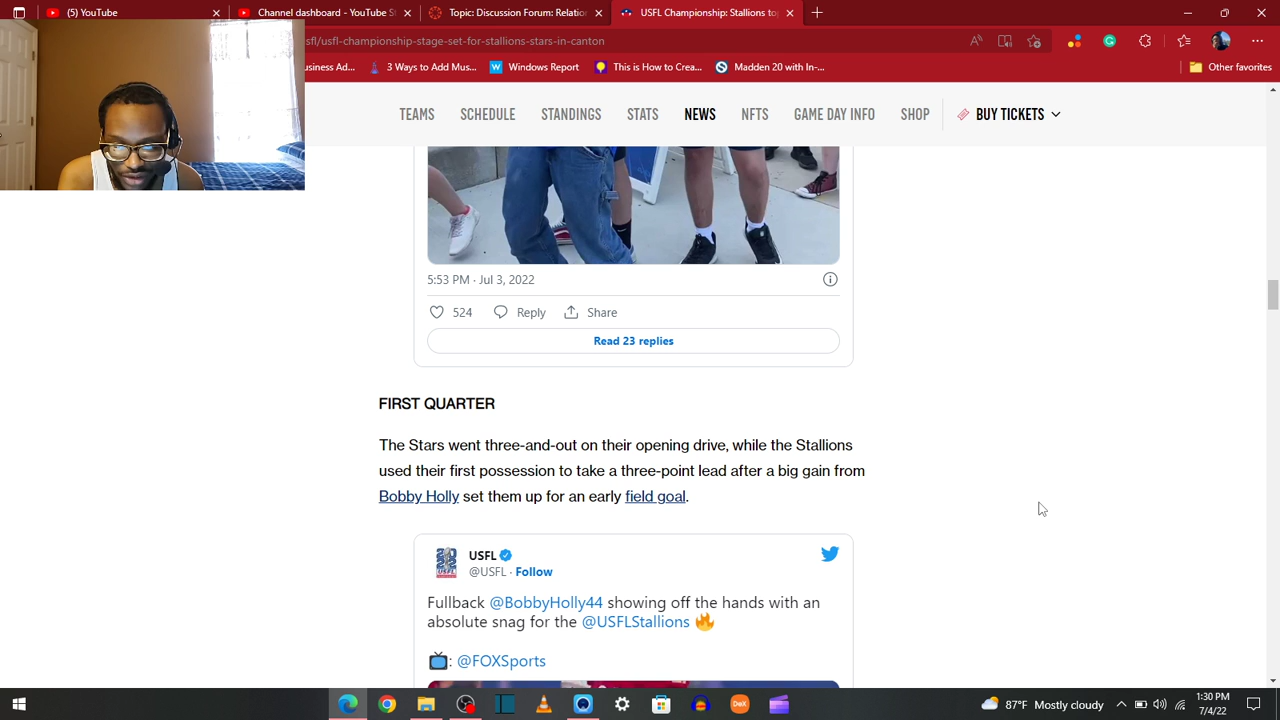 (5) YouTube
Channel dashboard - YouTube St
Topic: Discussion Forum: Relation
USFL Championship: Stallions top
sfl/usfl-championship-stage-set-for-stallions-stars-in-canton
usiness Ad...
3 Ways to Add Mus...
Windows Report
This is How to Crea...
Madden 20 with In-...
Other favorites
TEAMS
SCHEDULE
STANDINGS
STATS
NEWS
NFTS
GAME DAY INFO
SHOP
BUY TICKETS
5:53 PM · Jul 3, 2022
524
Reply
Share
Read 23 replies
FIRST QUARTER
The Stars went three-and-out on their opening drive, while the Stallions
used their first possession to take a three-point lead after a big gain from
Bobby Holly set them up for an early field goal.
USFL
@USFL · Follow
Fullback @BobbyHolly44 showing off the hands with an
absolute snag for the @USFLStallions 🔥
📺: @FOXSports
87°F Mostly cloudy
1:30 PM
7/4/22